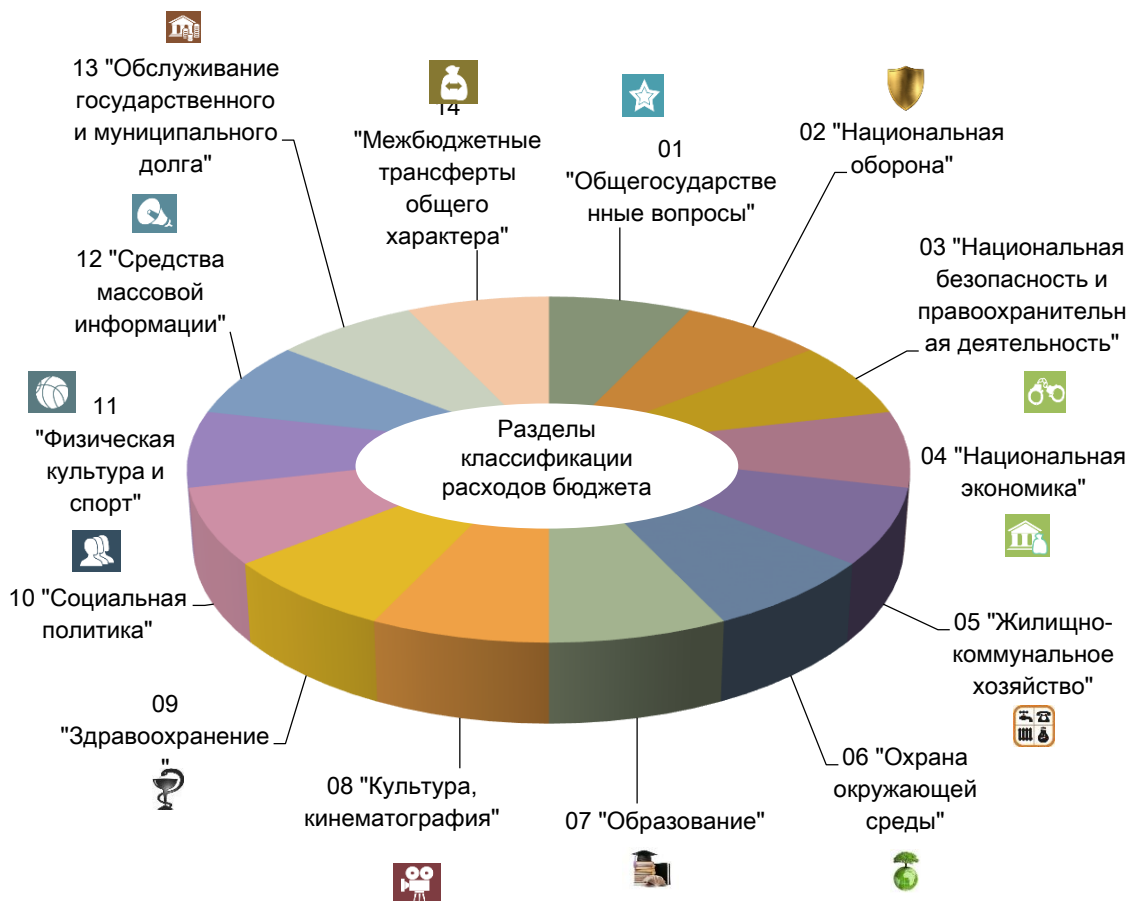 Разделы
классификации
расходов бюджета
01
"Общегосударстве
нные вопросы"
02 "Национальная
оборона"
03 "Национальная
безопасность и
правоохранительн
ая деятельность"
04 "Национальная
экономика"
05 "Жилищно-
коммунальное
хозяйство"
06 "Охрана
окружающей
среды"
07 "Образование"
08 "Культура,
кинематография"
09
"Здравоохранение
"
10 "Социальная
политика"
11
"Физическая
культура и
спорт"
12 "Средства
массовой
информации"
13 "Обслуживание
государственного
и муниципального
долга"
14
"Межбюджетные
трансферты
общего
характера"